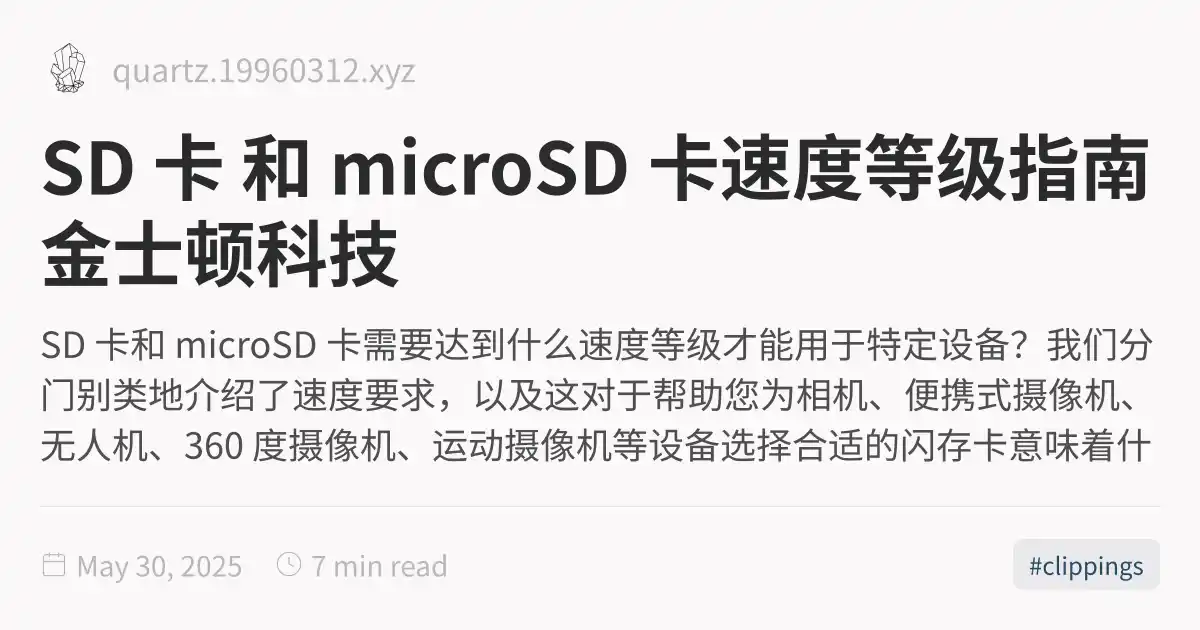 quartz.19960312.xyz
SD 卡 和 microSD 卡速度等级指南
金士顿科技
SD 卡和 microSD 卡需要达到什么速度等级才能用于特定设备？我们分
门别类地介绍了速度要求，以及这对于帮助您为相机、便携式摄像机、
无人机、360 度摄像机、运动摄像机等设备选择合适的闪存卡意味着什
May 30, 2025 7 min read
#clippings